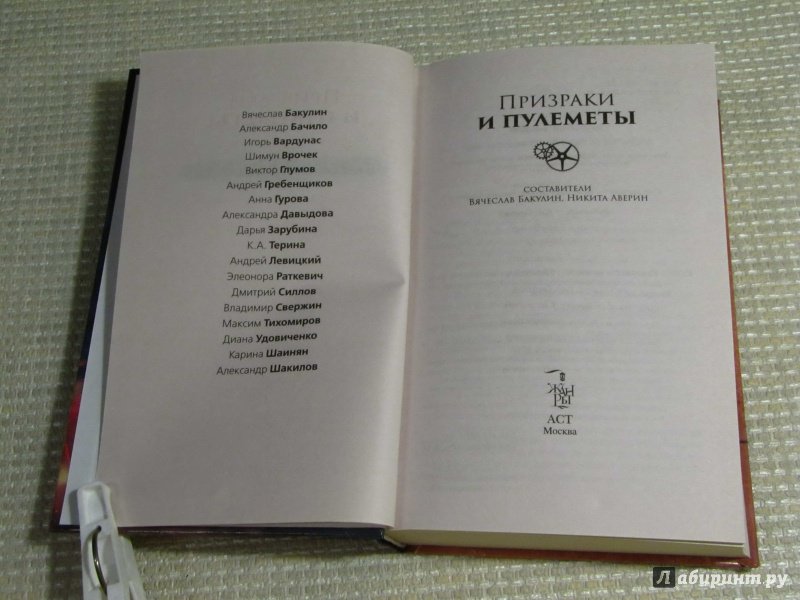 Вячеслав Бакулин
Александр Бачило
Игорь Вардунас
Шимун Врочек
Виктор Глумов
Андрей Гребенщиков
Анна Гурова
Александра Давыдова
Дарья Зарубина
К.А. Терина
Андрей Левицкий
Элеонора Раткевич
Дмитрий Силлов
Владимир Свержин
Максим Тихомиров
Диана Удовиченко
Карина Шаинян
Александр Шакилов
Призраки
и пулеметы
составители
Вячеслав Бакулин, Никита Аверин
ЖАН
РЫ
АСТ
Москва
Лабиринт.ру